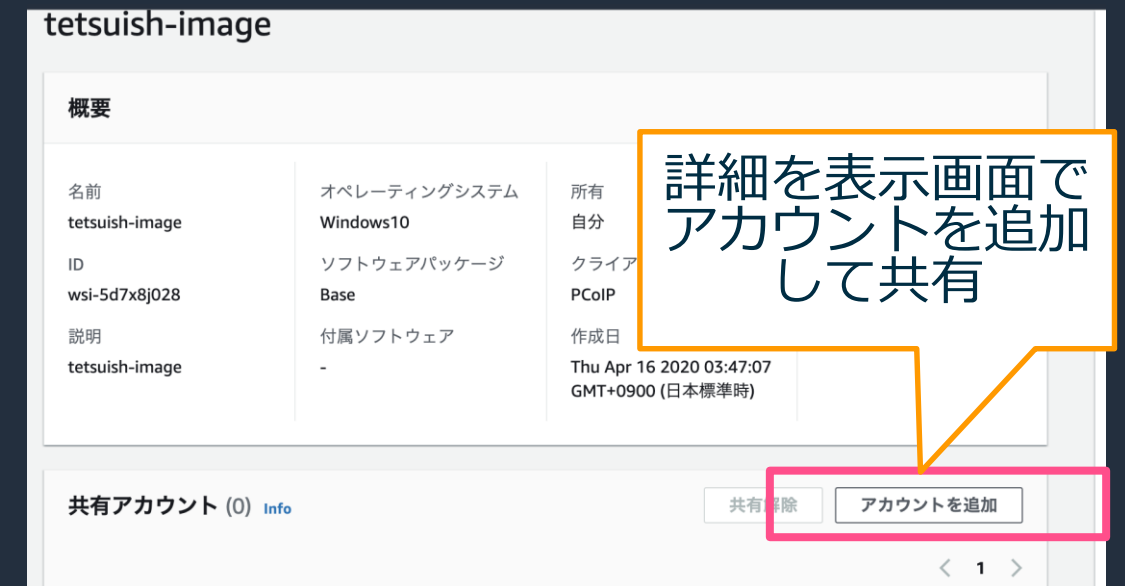 tetsuish-image
概要
詳細を表示画面で
アカウントを追加
して共有
名前
tetsuish-image
オペレーティングシステム
Windows10
所有
自分
ID
wsi-5d7x8j028
ソフトウェアパッケージ
Base
クライア
PCoIP
説明
tetsuish-image
付属ソフトウェア
-
作成日
Thu Apr 16 2020 03:47:07
GMT+0900 (日本標準時)
共有アカウント (0) Info
共有解除
アカウントを追加
< 1 >